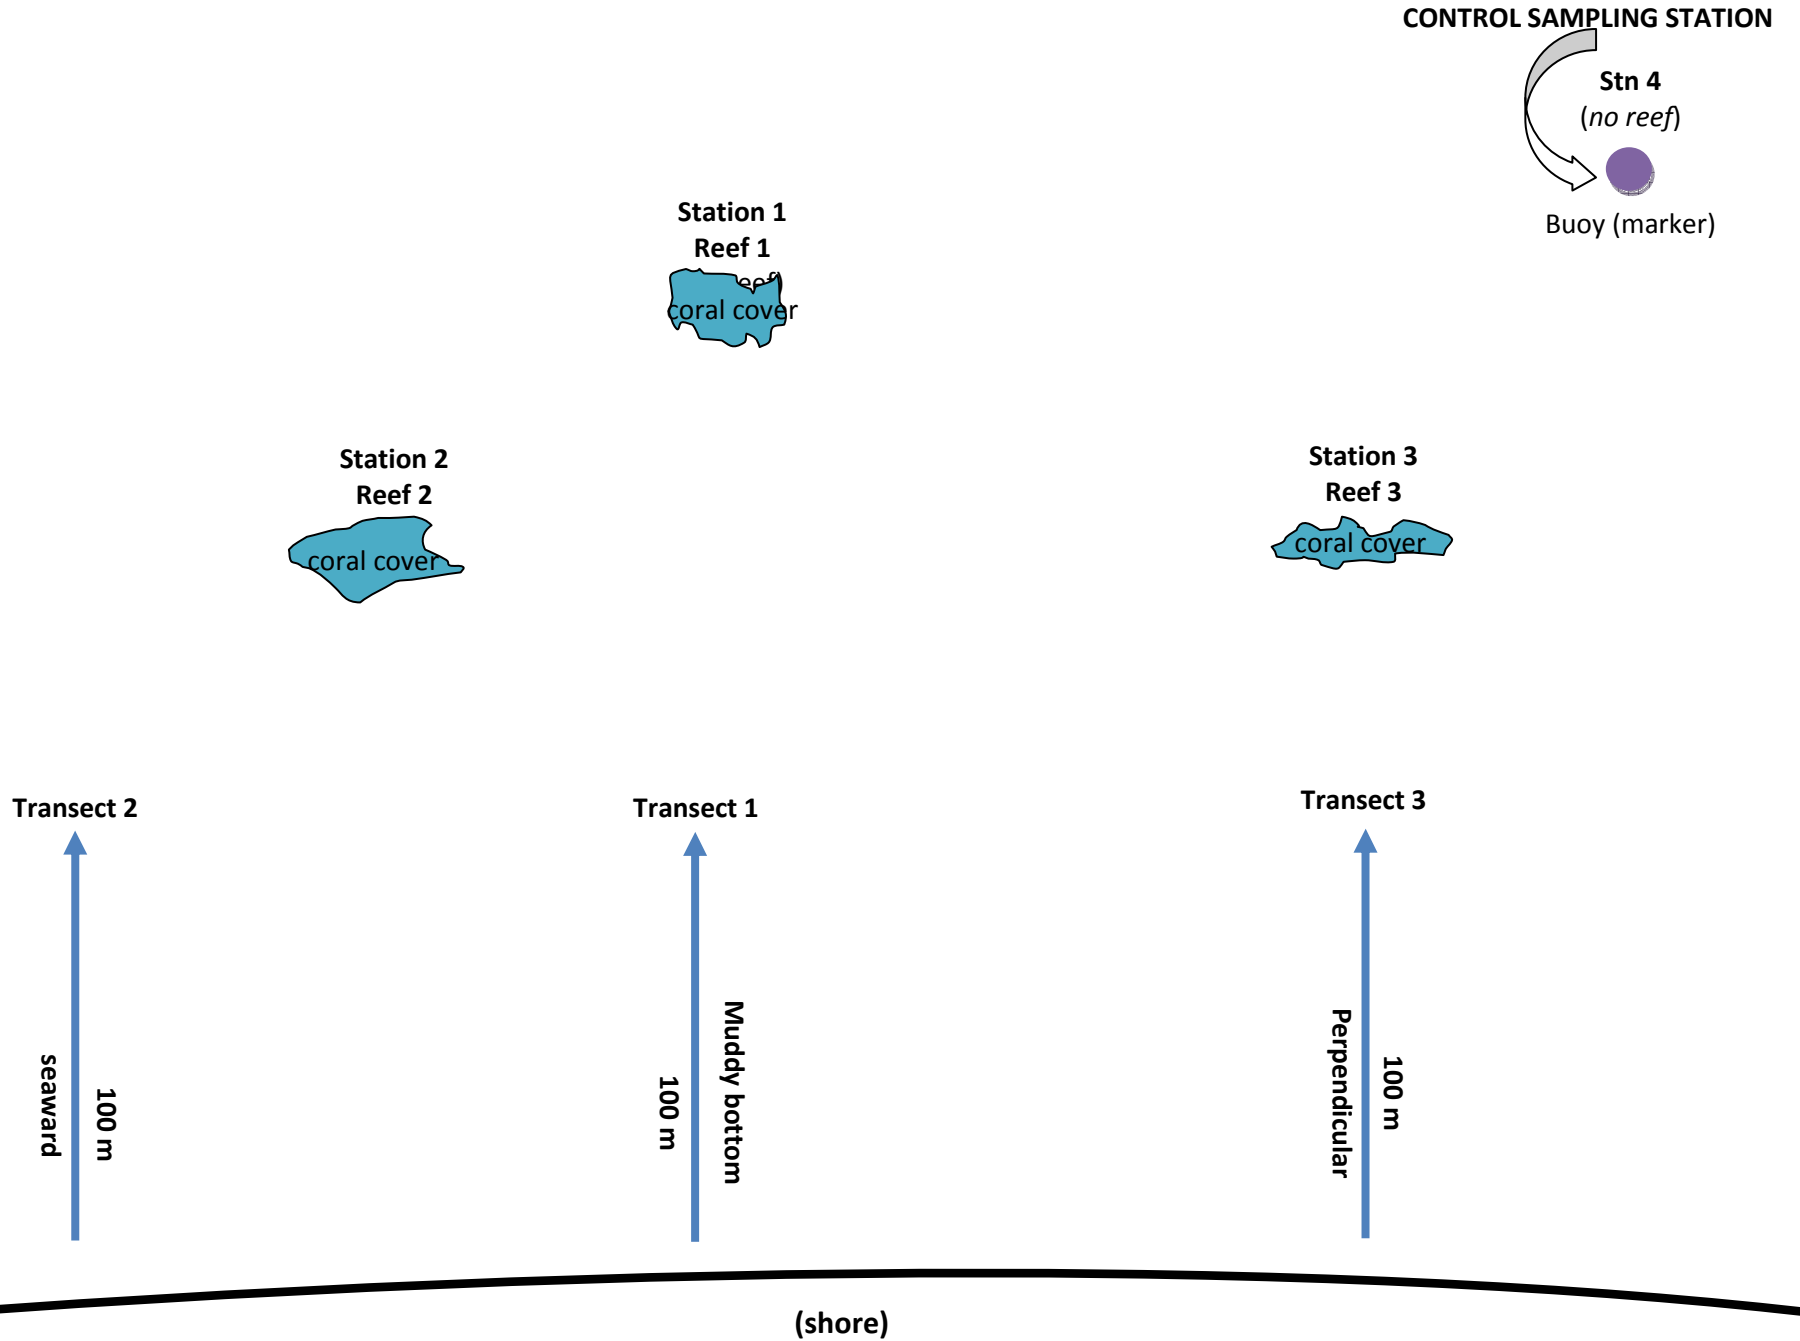 CONTROL SAMPLING STATION
Stn 4
(no reef)
Buoy (marker)
Station 1
Reef 1
coral cover
Station 2
Reef 2
coral cover
Station 3
Reef 3
coral cover
Transect 2
Transect 1
Transect 3
seaward
100 m
100 m
Muddy bottom
Perpendicular
100 m
(shore)